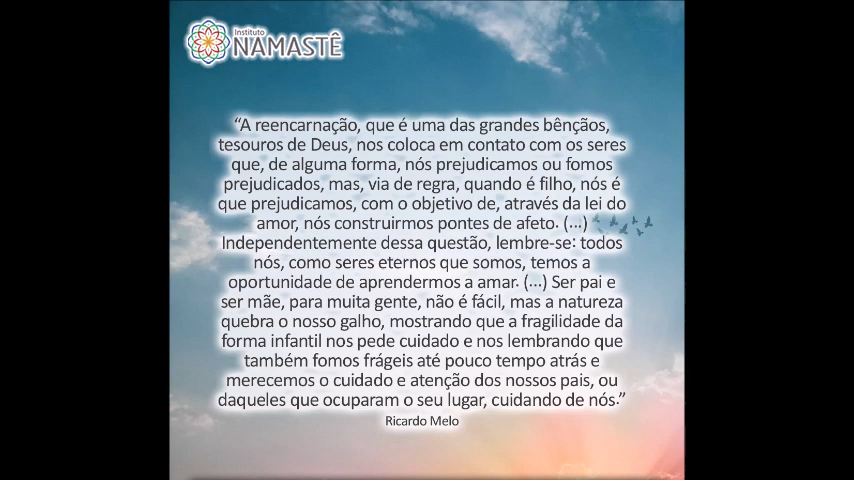 Instituto
NAMASTÊ
“A reencarnação, que é uma das grandes bênçãos,
tesouros de Deus, nos coloca em contato com os seres
que, de alguma forma, nós prejudicamos ou fomos
prejudicados, mas, via de regra, quando é filho, nós é
que prejudicamos, com o objetivo de, através da lei do
amor, nós construirmos pontes de afeto. (...)
Independentemente dessa questão, lembre-se: todos
nós, como seres eternos que somos, temos a
oportunidade de aprendermos a amar. (...) Ser pai e
ser mãe, para muita gente, não é fácil, mas a natureza
quebra o nosso galho, mostrando que a fragilidade da
forma infantil nos pede cuidado e nos lembrando que
também fomos frágeis até pouco tempo atrás e
merecemos o cuidado e atenção dos nossos pais, ou
daqueles que ocuparam o seu lugar, cuidando de nós.”
Ricardo Melo